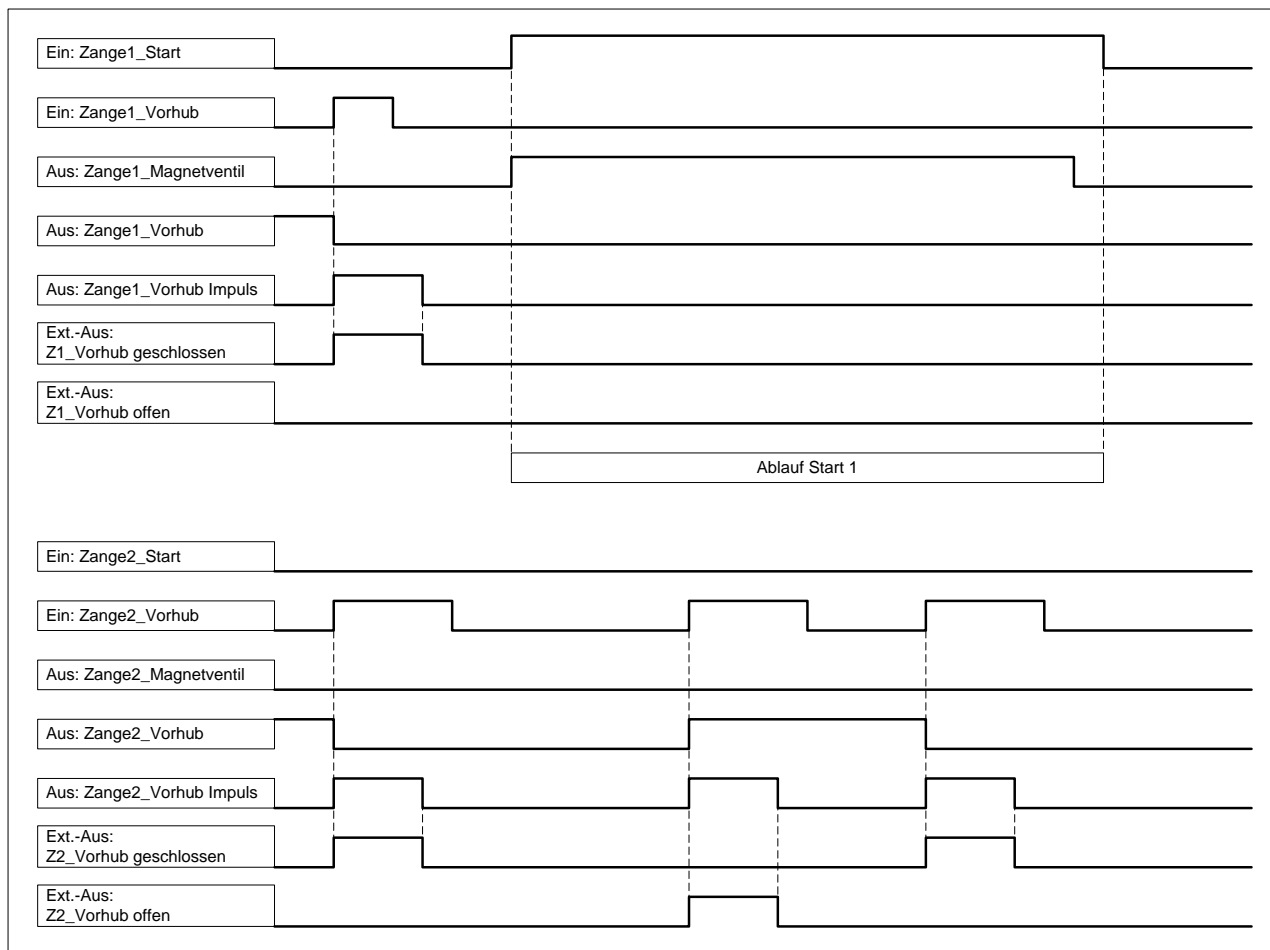 Ein: Zange1_Start
Ein: Zange1_Vorhub
Aus: Zange1_Magnetventil
Aus: Zange1_Vorhub
Aus: Zange1_Vorhub Impuls
Ext.-Aus:
Z1_Vorhub geschlossen
Ext.-Aus:
Z1_Vorhub offen
Ablauf Start 1
Ein: Zange2_Start
Ein: Zange2_Vorhub
Aus: Zange2_Magnetventil
Aus: Zange2_Vorhub
Aus: Zange2_Vorhub Impuls
Ext.-Aus:
Z2_Vorhub geschlossen
Ext.-Aus:
Z2_Vorhub offen